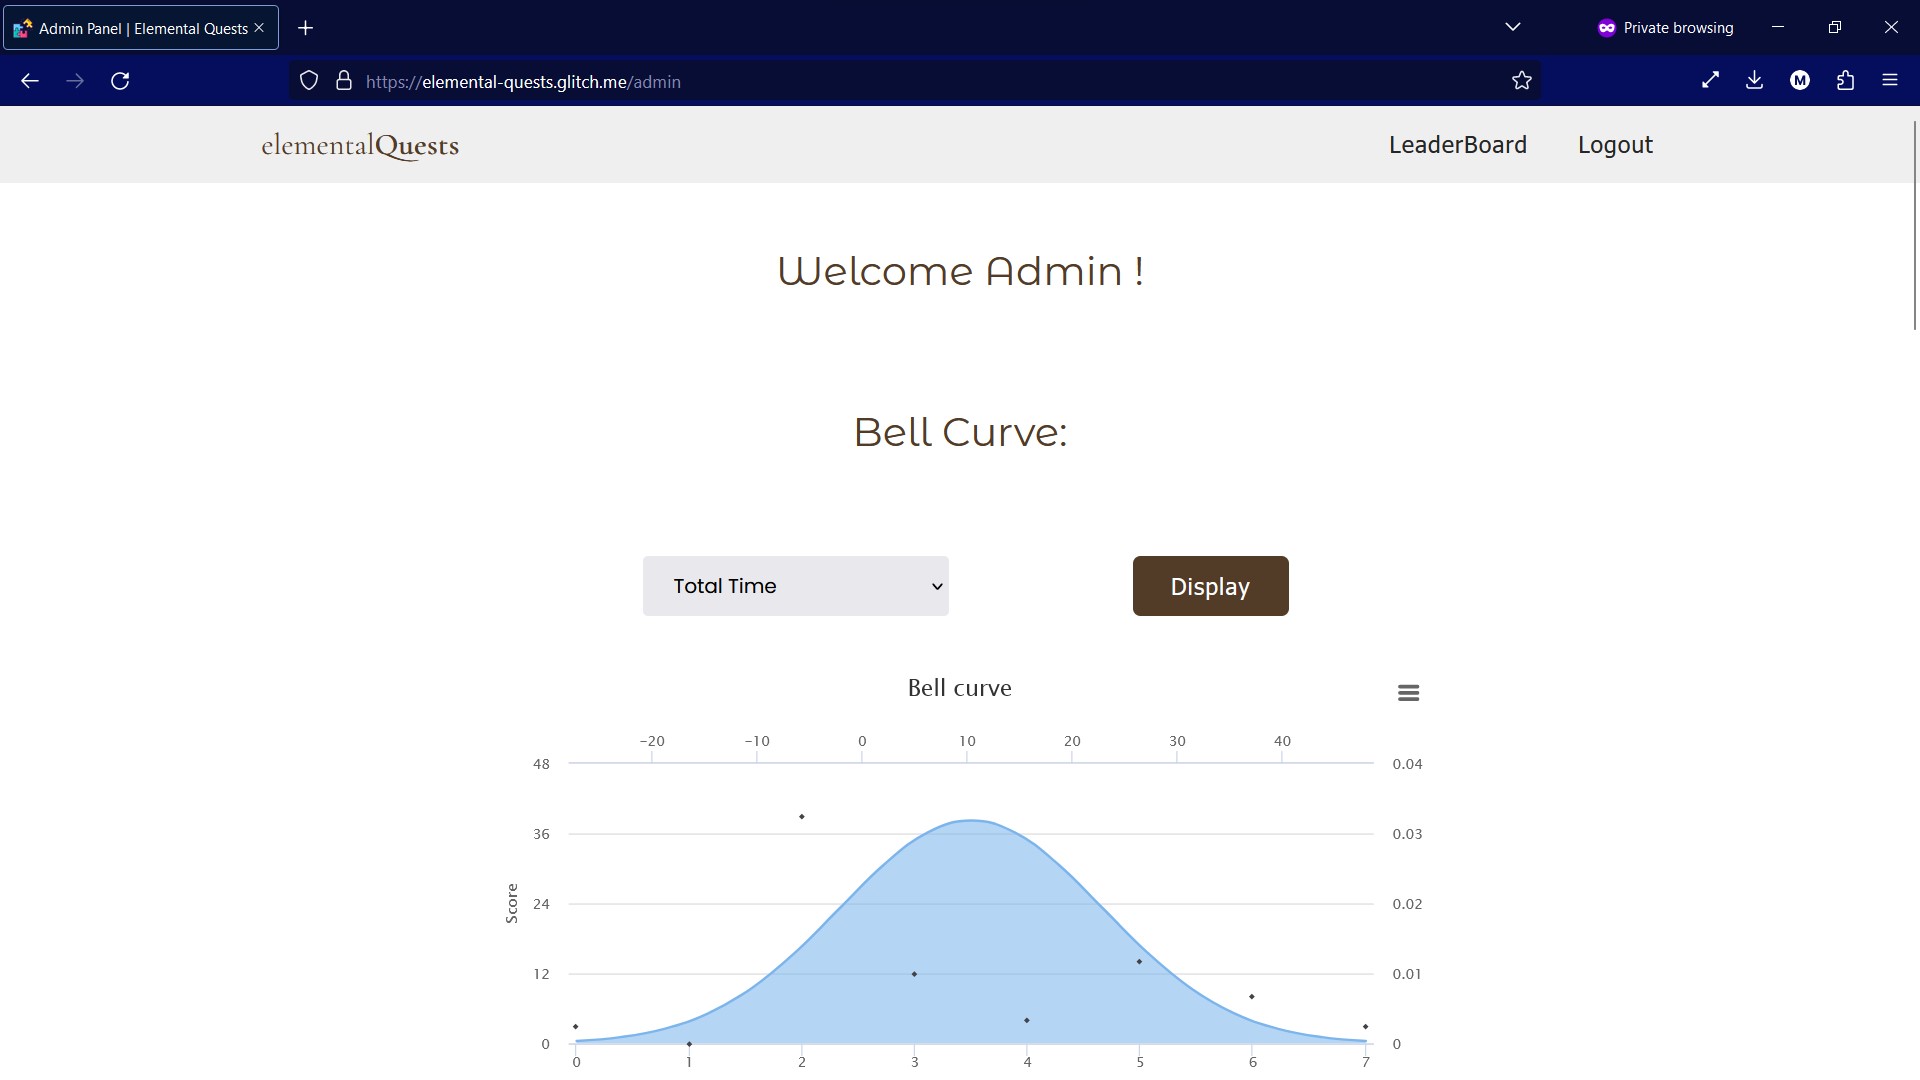 Admin Panel | Elemental Quests
Private browsing
https://elemental-quests.glitch.me/admin
M
elementalQuests
LeaderBoard
Logout
Welcome Admin !
Bell Curve:
Total Time
Display
Bell curve
-20 -10 0 10 20 30 40
48 0.04
36 0.03
Score
24 0.02
12 0.01
0 0
0 1 2 3 4 5 6 7